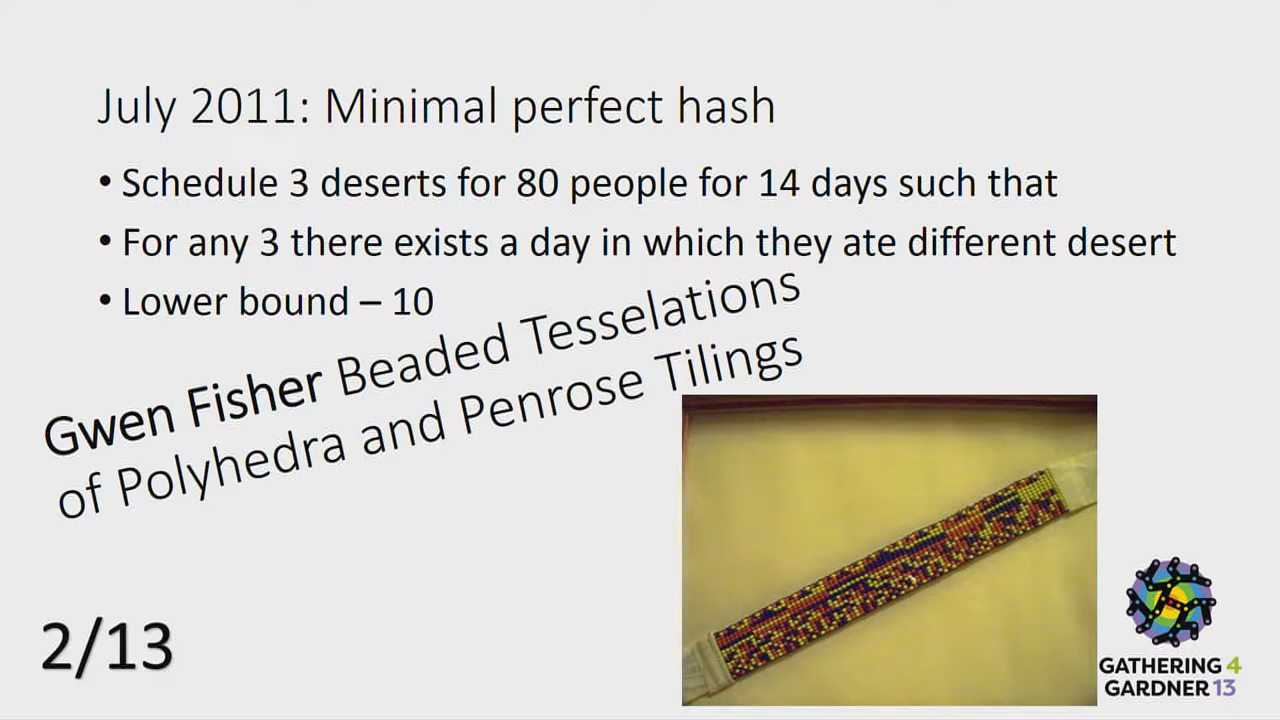 July 2011: Minimal perfect hash
• Schedule 3 deserts for 80 people for 14 days such that
• For any 3 there exists a day in which they ate different desert
• Lower bound – 10
Gwen Fisher Beaded Tesselations
of Polyhedra and Penrose Tilings
2/13
GATHERING 4
GARDNER 13